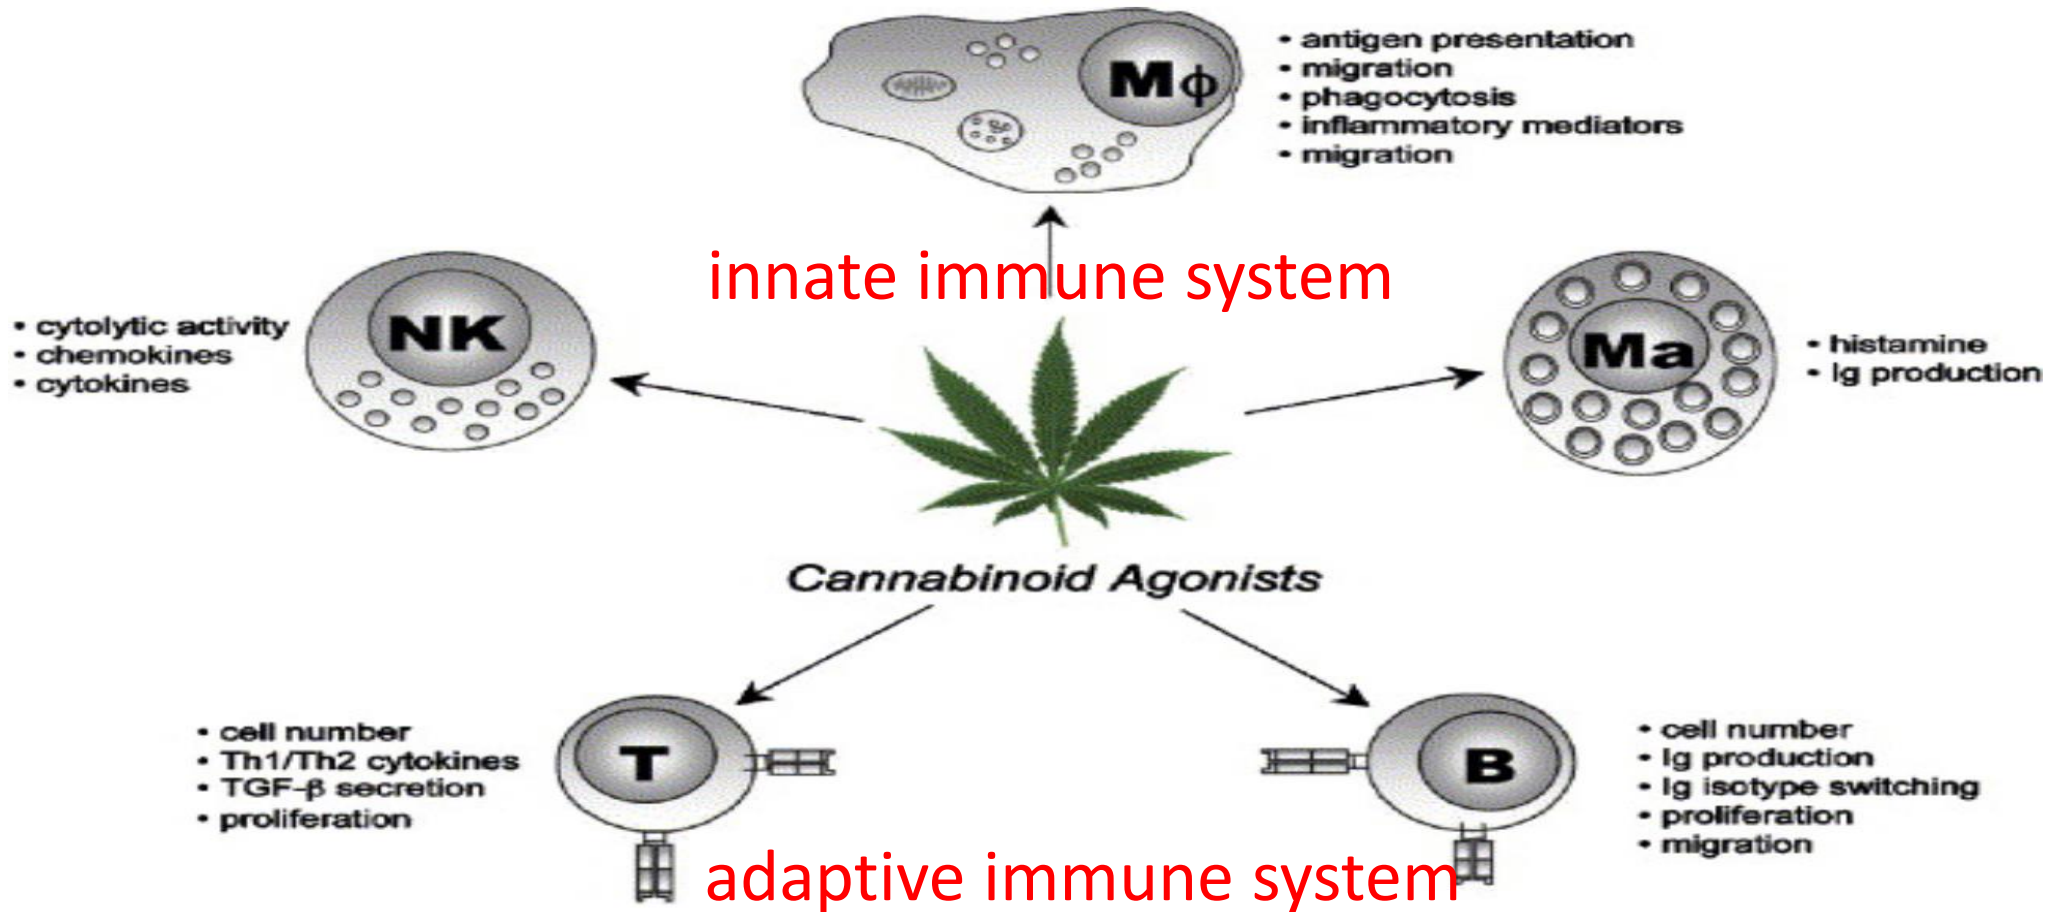 Mϕ
• antigen presentation
• migration
• phagocytosis
• inflammatory mediators
• migration
innate immune system
NK
• cytolytic activity
• chemokines
• cytokines
Ma
• histamine
• Ig production
Cannabinoid Agonists
T
• cell number
• Th1/Th2 cytokines
• TGF-β secretion
• proliferation
B
• cell number
• Ig production
• Ig isotype switching
• proliferation
• migration
adaptive immune system